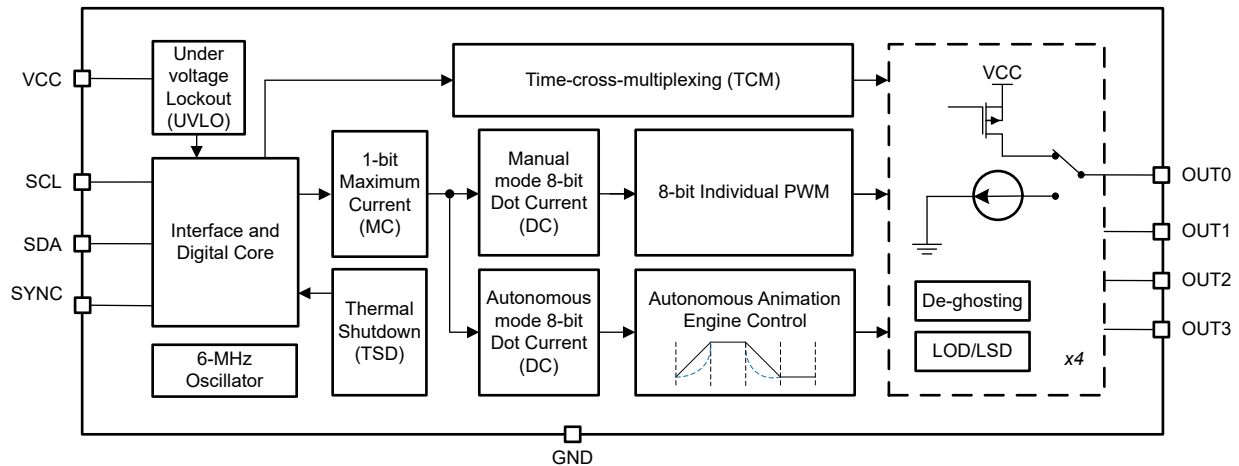 VCC
SCL
SDA
SYNC
Under
voltage
Lockout
(UVLO)
Interface and
Digital Core
6-MHz
Oscillator
1-bit
Maximum
Current
(MC)
Thermal
Shutdown
(TSD)
Time-cross-multiplexing (TCM)
Manual
mode 8-bit
Dot Current
(DC)
8-bit Individual PWM
Autonomous
mode 8-bit
Dot Current
(DC)
Autonomous Animation
Engine Control
VCC
De-ghosting
LOD/LSD
x4
OUT0
OUT1
OUT2
OUT3
GND